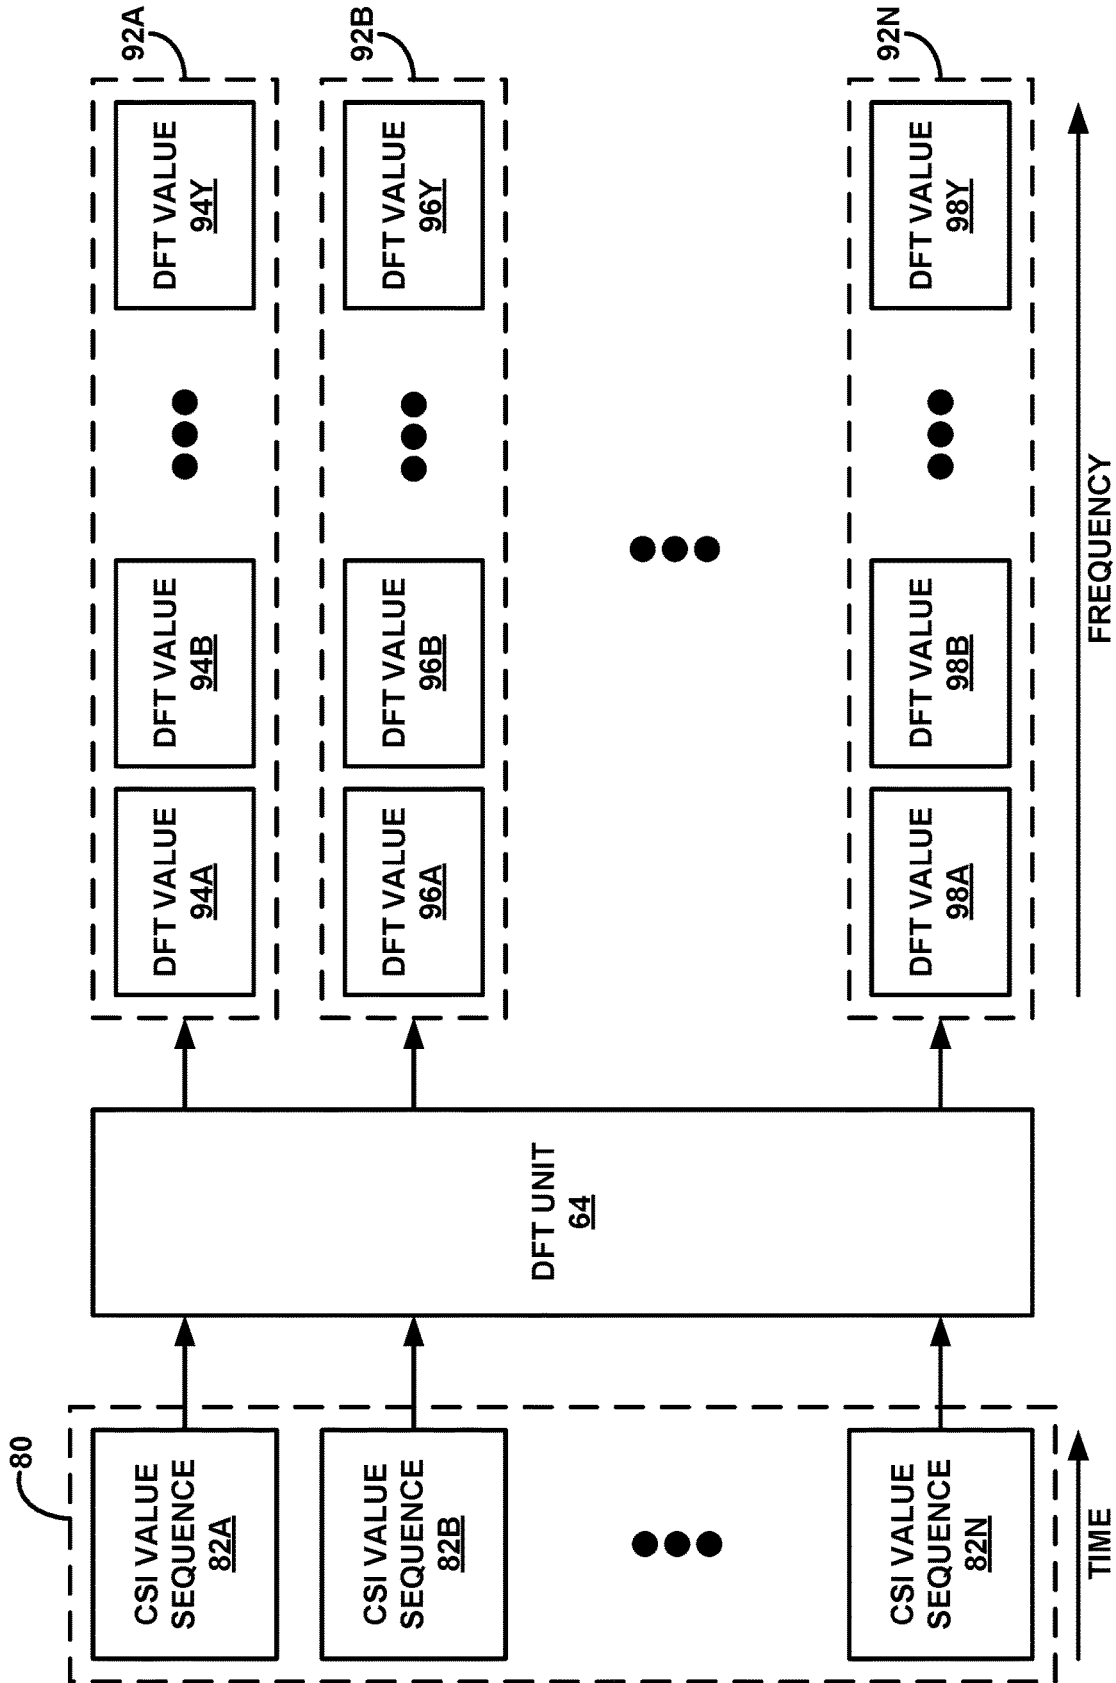 80
CSI VALUE
SEQUENCE
82A
CSI VALUE
SEQUENCE
82B
CSI VALUE
SEQUENCE
82N
TIME
DFT UNIT
64
92A
DFT VALUE
94A
DFT VALUE
94B
DFT VALUE
94Y
92B
DFT VALUE
96A
DFT VALUE
96B
DFT VALUE
96Y
92N
DFT VALUE
98A
DFT VALUE
98B
DFT VALUE
98Y
FREQUENCY